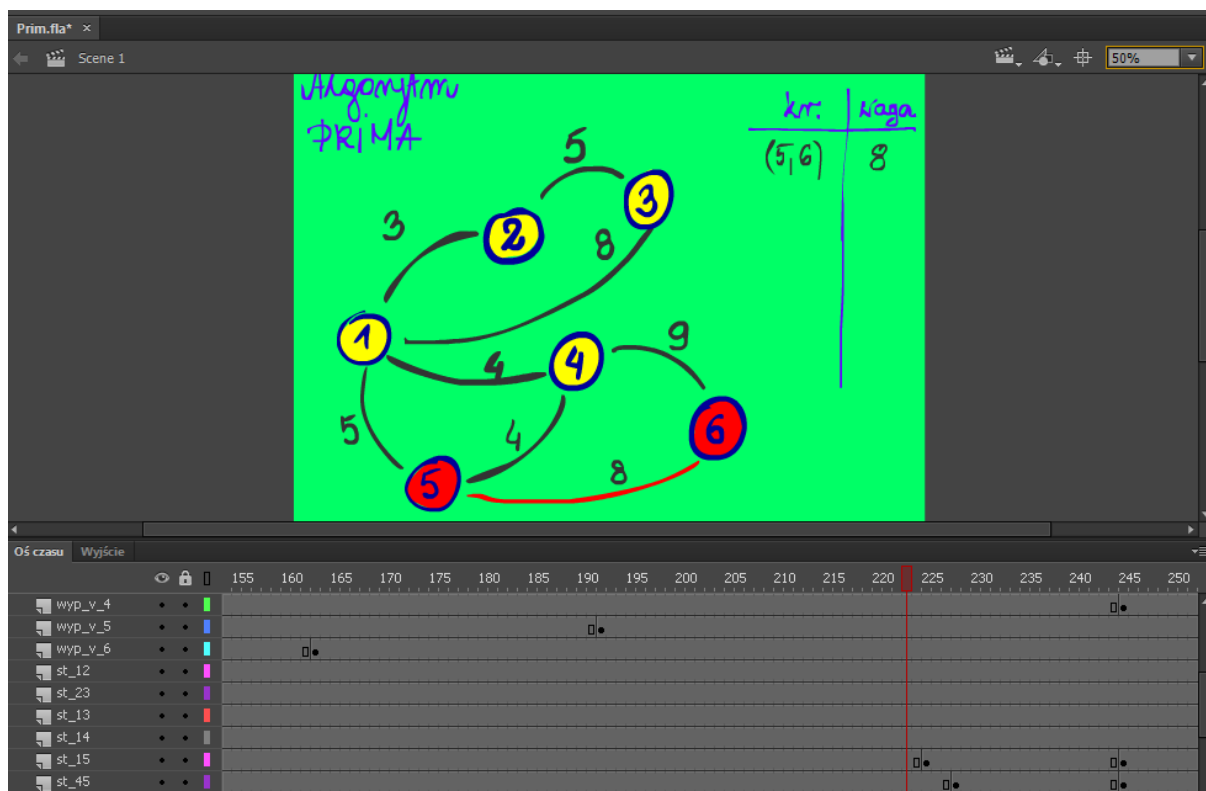 Prim.fla* ×
Scene 1
50%
Algorytm
PRIMA
kr. waga
(5,6) 8
5
3
2
3
8
1
4
4
9
5
4
6
8
5
Oś czasu Wyjście
155 160 165 170 175 180 185 190 195 200 205 210 215 220 225 230 235 240 245 250
wyp_v_4
wyp_v_5
wyp_v_6
st_12
st_23
st_13
st_14
st_15
st_45